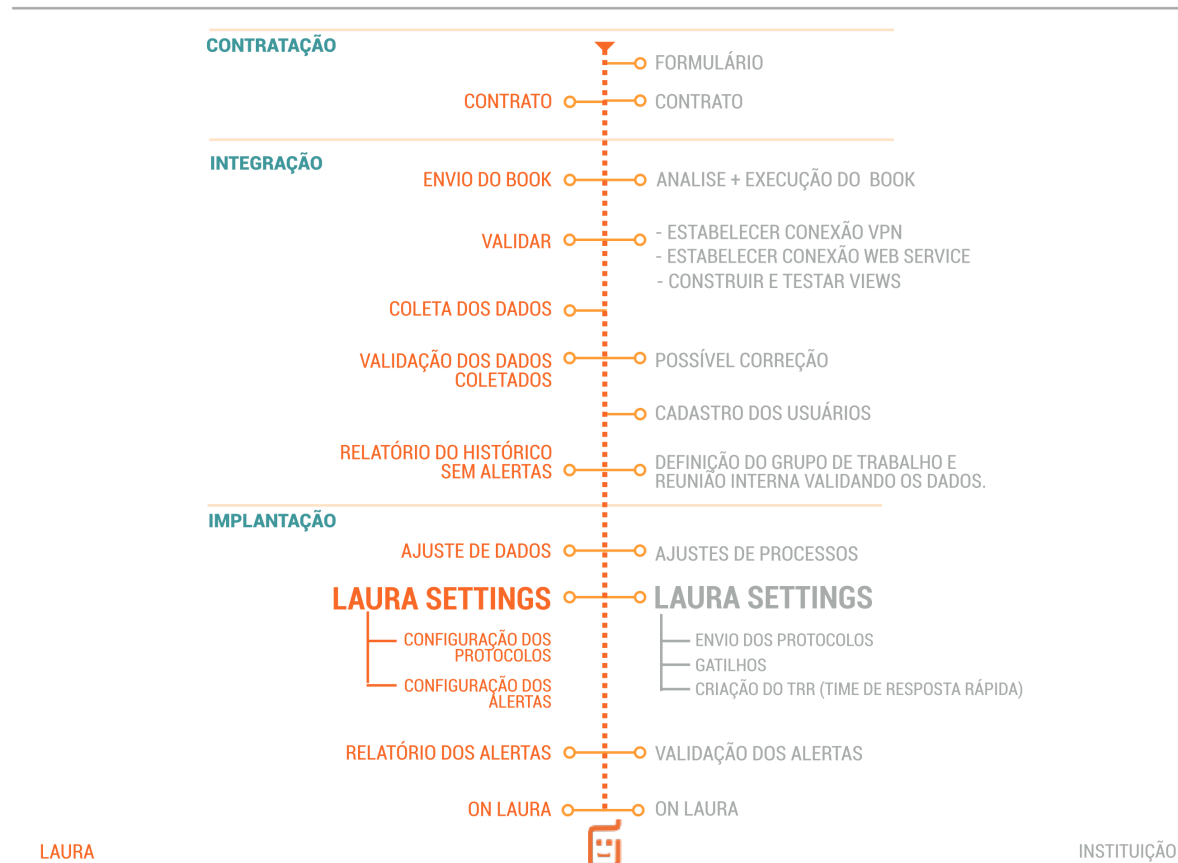 CONTRATAÇÃO
FORMULÁRIO
CONTRATO
CONTRATO
INTEGRAÇÃO
ENVIO DO BOOK
ANALISE + EXECUÇÃO DO BOOK
VALIDAR
- ESTABELECER CONEXÃO VPN
- ESTABELECER CONEXÃO WEB SERVICE
- CONSTRUIR E TESTAR VIEWS
COLETA DOS DADOS
VALIDAÇÃO DOS DADOS
COLETADOS
POSSÍVEL CORREÇÃO
CADASTRO DOS USUÁRIOS
RELATÓRIO DO HISTÓRICO
SEM ALERTAS
DEFINIÇÃO DO GRUPO DE TRABALHO E
REUNIÃO INTERNA VALIDANDO OS DADOS.
IMPLANTAÇÃO
AJUSTE DE DADOS
AJUSTES DE PROCESSOS
LAURA SETTINGS
LAURA SETTINGS
CONFIGURAÇÃO DOS
PROTOCOLOS
CONFIGURAÇÃO DOS
ALERTAS
ENVIO DOS PROTOCOLOS
GATILHOS
CRIAÇÃO DO TRR (TIME DE RESPOSTA RÁPIDA)
RELATÓRIO DOS ALERTAS
VALIDAÇÃO DOS ALERTAS
ON LAURA
ON LAURA
LAURA
INSTITUIÇÃO